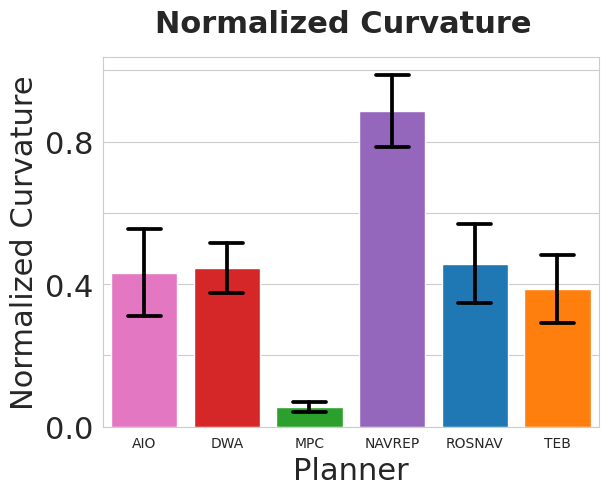 Normalized Curvature
Normalized Curvature
0.8
0.4
0.0
AIO DWA MPC NAVREP ROSNAV TEB
Planner